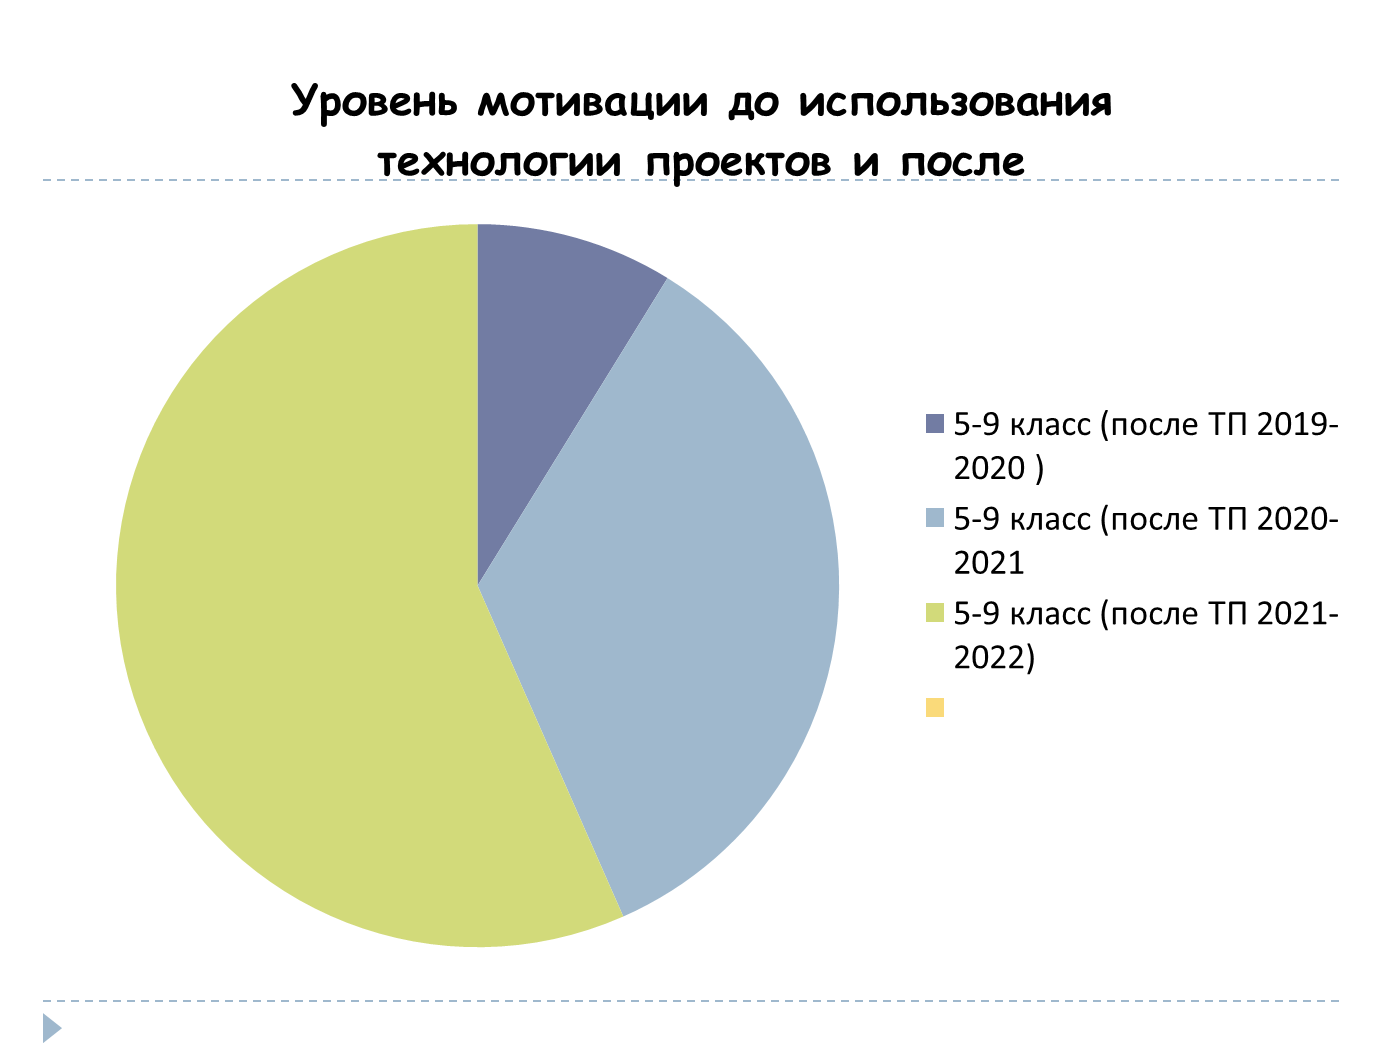 Уровень мотивации до использования
технологии проектов и после
5-9 класс (после ТП 2019-
2020 )
5-9 класс (после ТП 2020-
2021
5-9 класс (после ТП 2021-
2022)